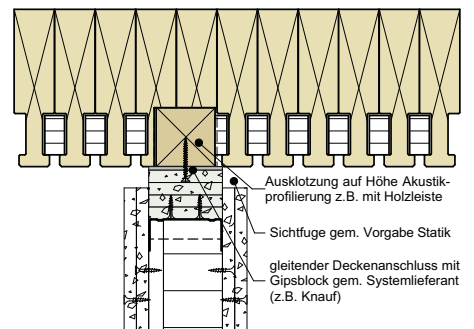 Ausklotzung auf Höhe Akustik-
profilierung z.B. mit Holzleiste
Sichtfuge gem. Vorgabe Statik
gleitender Deckenanschluss mit
Gipsblock gem. Systemlieferant
(z.B. Knauf)